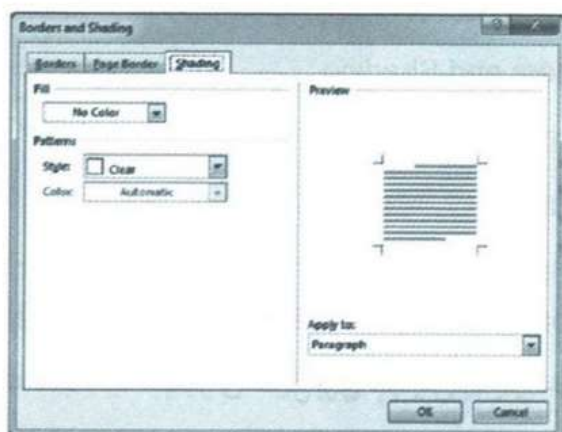 Borders and Shading
Borders Page Border Shading
Fill
No Color
Patterns
Style: Clear
Color: Automatic
Preview
Apply to:
Paragraph
OK Cancel